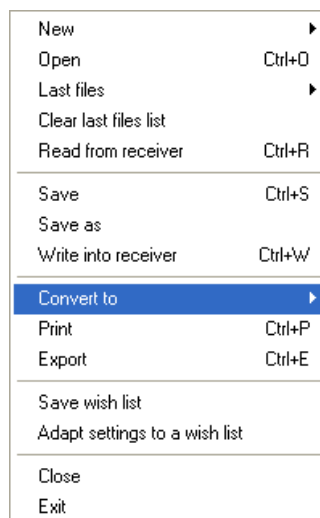 New
Open Ctrl+O
Last files
Clear last files list
Read from receiver Ctrl+R
Save Ctrl+S
Save as
Write into receiver Ctrl+W
Convert to
Print Ctrl+P
Export Ctrl+E
Save wish list
Adapt settings to a wish list
Close
Exit